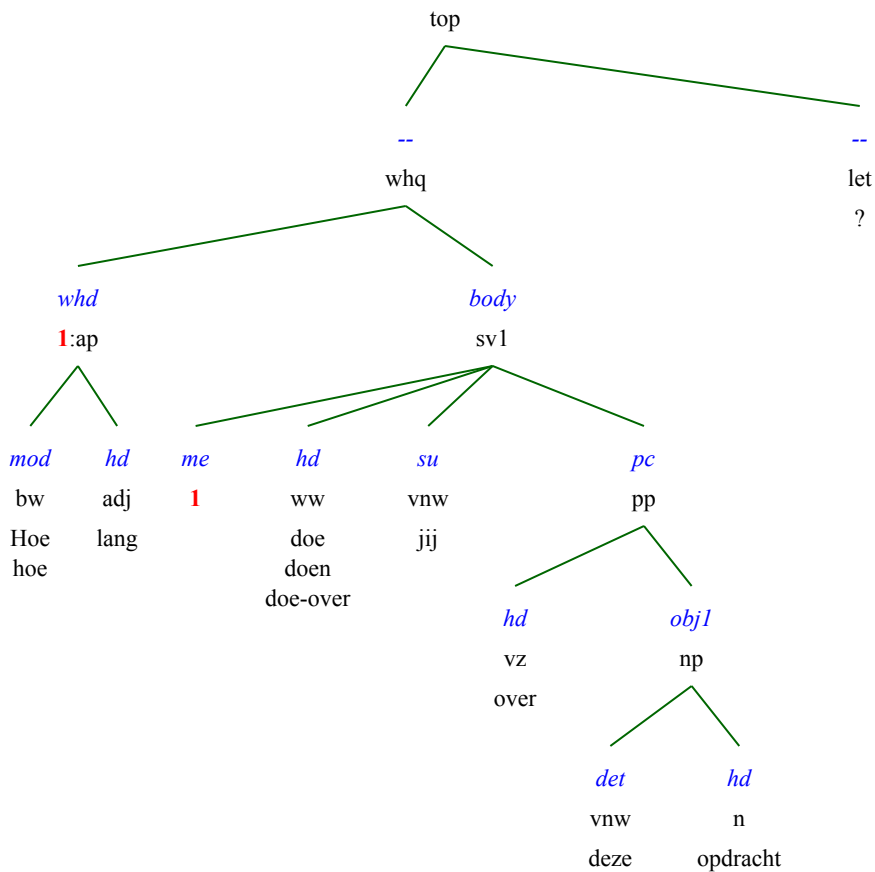 top
-- --
whq let
?
whd body
1:ap sv1
mod hd me hd su pc
bw adj 1 ww vnw pp
Hoe lang doe jij
hoe doen
doe-over
hd obj1
vz np
over
det hd
vnw n
deze opdracht